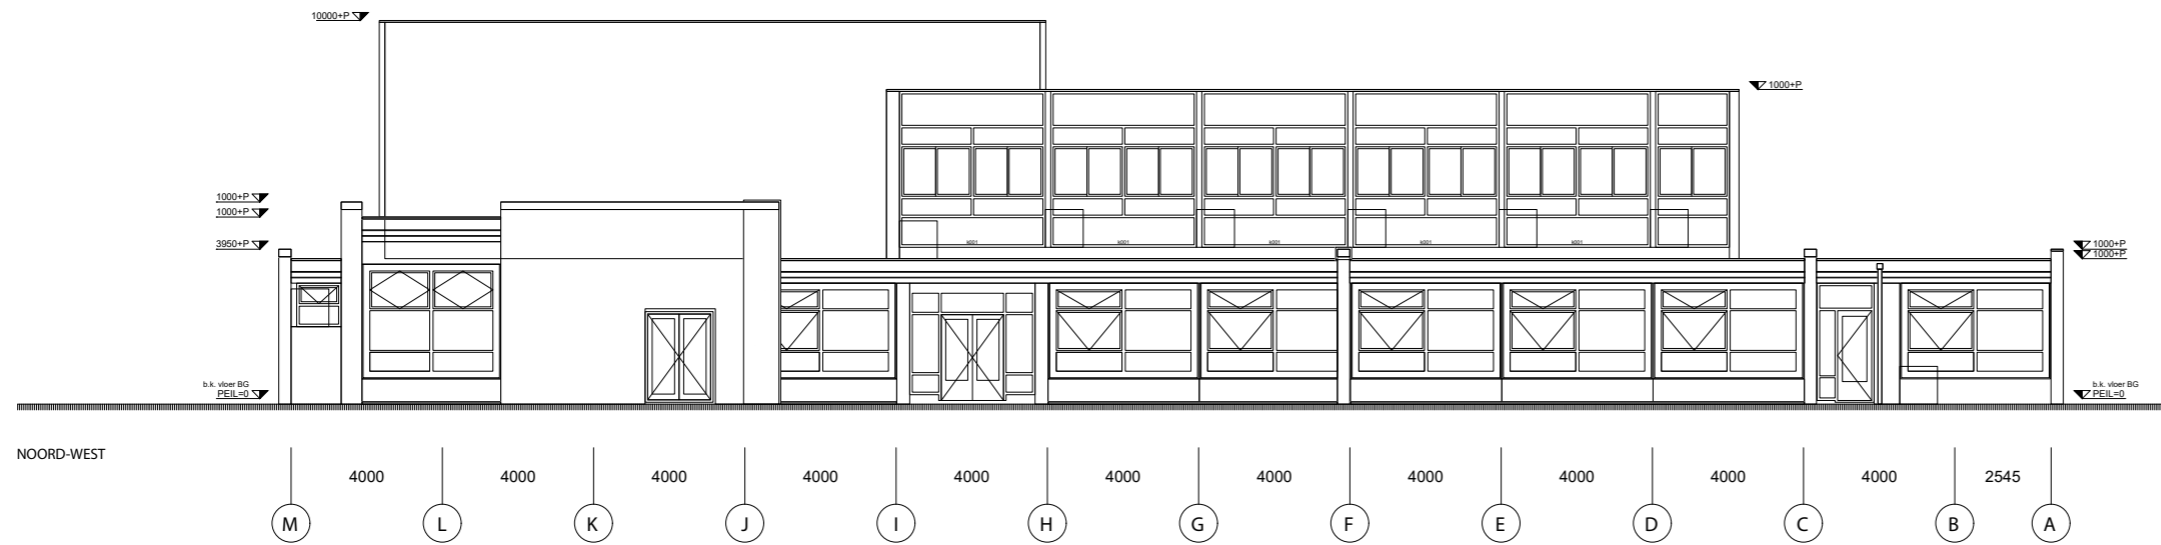 10000+P
1000+P
1000+P
1000+P
3950+P
1000+P
1000+P
b.k. vloer BG
PEIL=0
b.k. vloer BG
PEIL=0
NOORD-WEST
4000 4000 4000 4000 4000 4000 4000 4000 4000 4000 4000 2545
M L K J I H G F E D C B A